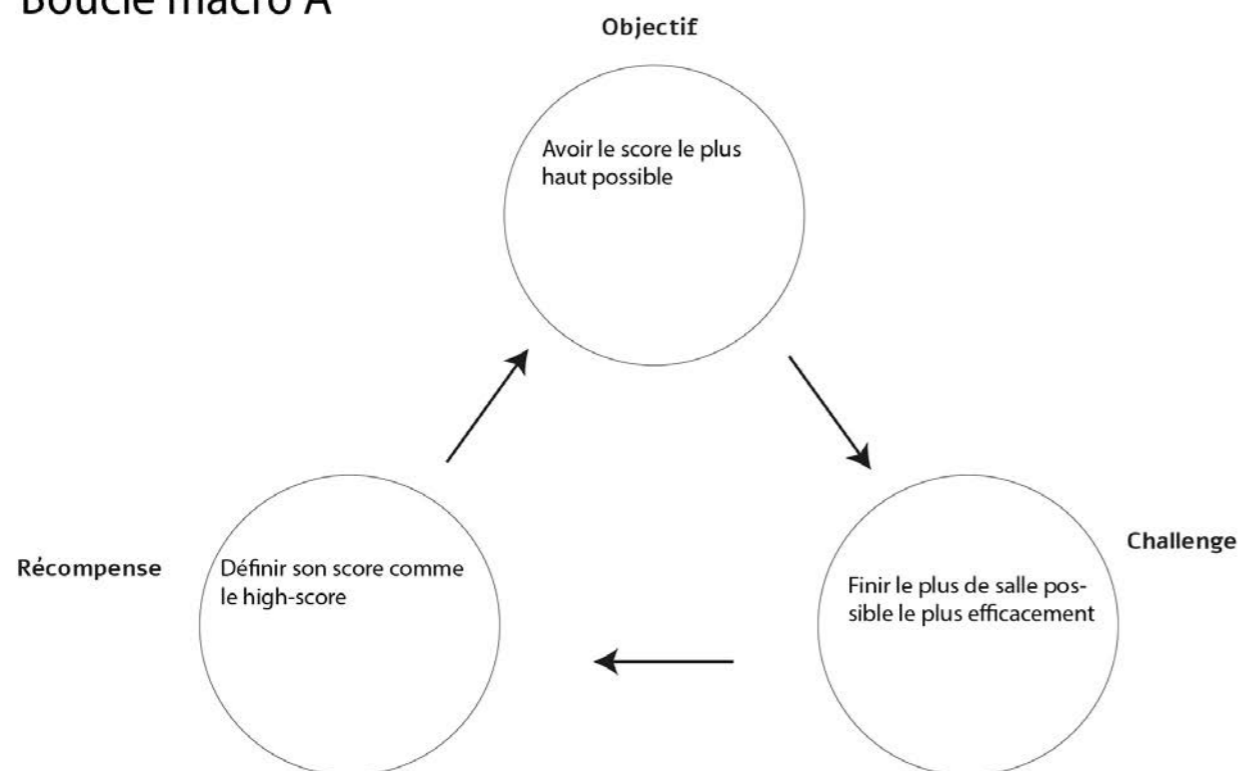 Boucle macro A
Objectif
Avoir le score le plus
haut possible
Challenge
Finir le plus de salle pos-
sible le plus efficacement
Récompense
Définir son score comme
le high-score